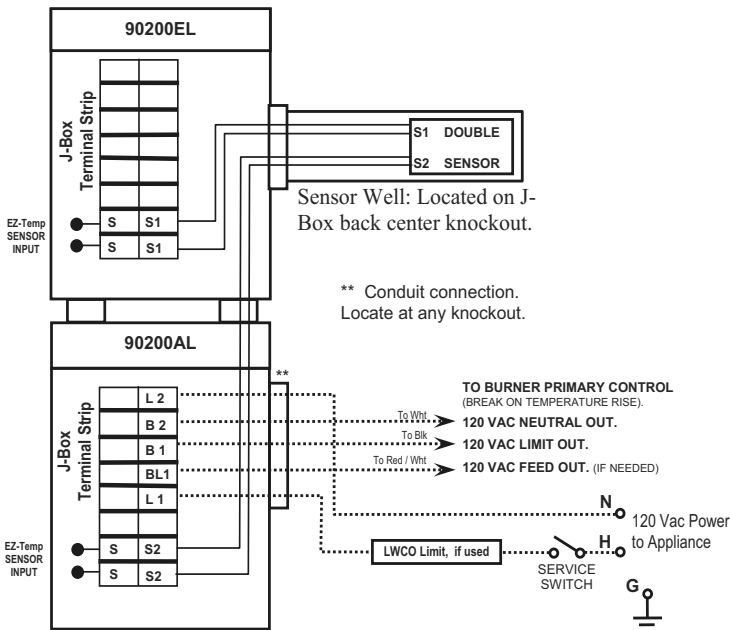 90200EL
J-Box
Terminal Strip
S1 DOUBLE
S2 SENSOR
EZ-Temp
SENSOR
INPUT
S S1
S S1
Sensor Well: Located on J-
Box back center knockout.
** Conduit connection.
Locate at any knockout.
90200AL
**
J-Box
Terminal Strip
L 2
B 2
B 1
BL1
L 1
TO BURNER PRIMARY CONTROL
(BREAK ON TEMPERATURE RISE).
To Wht
120 VAC NEUTRAL OUT.
To Blk
120 VAC LIMIT OUT.
To Red / Wht
120 VAC FEED OUT. (IF NEEDED)
N
120 Vac Power
to Appliance
H
LWCO Limit, if used
SERVICE
SWITCH
G
EZ-Temp
SENSOR
INPUT
S S2
S S2